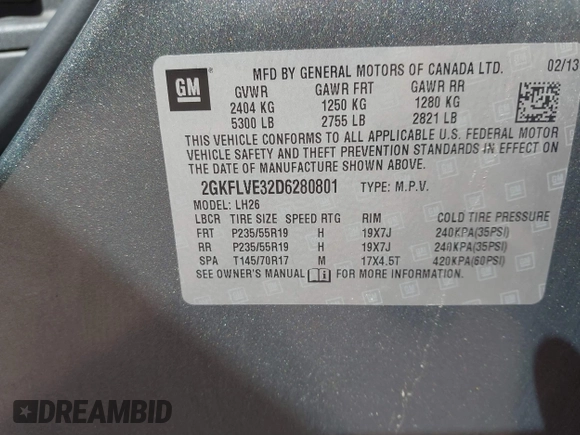 GM
MFD BY GENERAL MOTORS OF CANADA LTD. 02/13
GVWR GAWR FRT GAWR RR
2404 KG 1250 KG 1280 KG
5300 LB 2755 LB 2821 LB
THIS VEHICLE CONFORMS TO ALL APPLICABLE U.S. FEDERAL MOTOR
VEHICLE SAFETY AND THEFT PREVENTION STANDARDS IN EFFECT ON
THE DATE OF MANUFACTURE SHOWN ABOVE.
2GKFLVE32D6280801 TYPE: M.P.V.
MODEL: LH26
LBCR TIRE SIZE SPEED RTG RIM COLD TIRE PRESSURE
FRT P235/55R19 H 19X7J 240KPA(35PSI)
RR P235/55R19 H 19X7J 240KPA(35PSI)
SPA T145/70R17 M 17X4.5T 420KPA(60PSI)
SEE OWNER'S MANUAL FOR MORE INFORMATION.
DREAMBID